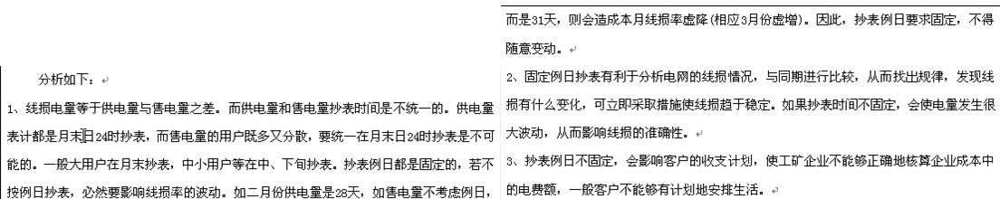 分析如下：
1、线损电量等于供电量与售电量之差。而供电量和售电量抄表时间是不统一的。供电量
表计都是月末日24时抄表，而售电量的用户既多又分散，要统一在月末日24时抄表是不可
能的。一般大用户在月末抄表，中小用户等在中、下旬抄表。抄表例日都是固定的，若不
按例日抄表，必然要影响线损率的波动。如二月份供电量是28天，如售电量不考虑例日，
而是31天，则会造成本月线损率虚降(相应3月份虚增)。因此，抄表例日要求固定，不得
随意变动。
2、固定例日抄表有利于分析电网的线损情况，与同期进行比较，从而找出规律，发现线
损有什么变化，可立即采取措施使线损趋于稳定。如果抄表时间不固定，会使电量发生很
大波动，从而影响线损的准确性。
3、抄表例日不固定，会影响客户的收支计划，使工矿企业不能够正确地核算企业成本中
的电费额，一般客户不能够有计划地安排生活。